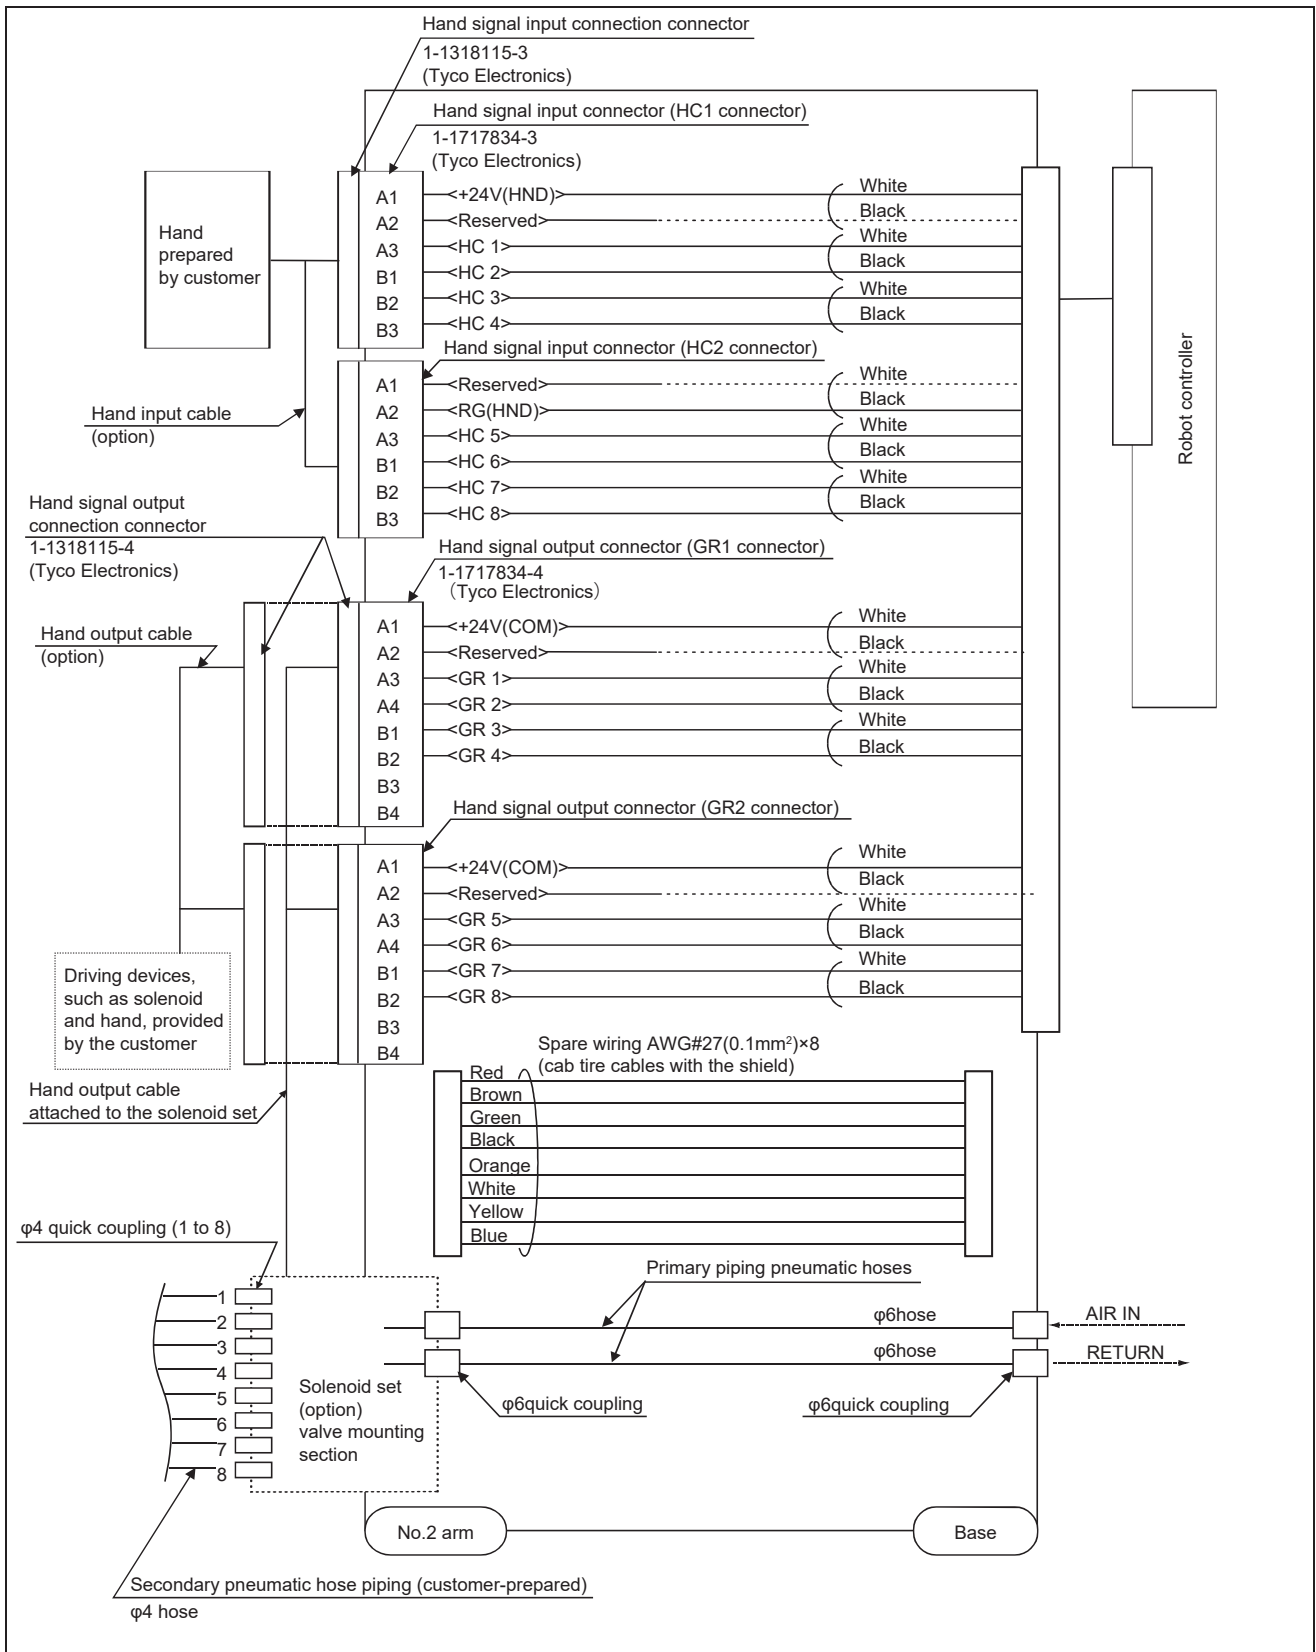 Hand signal input connection connector
1-1318115-3
(Tyco Electronics)
Hand signal input connector (HC1 connector)
1-1717834-3
(Tyco Electronics)
Hand
prepared
by customer
A1 <+24V(HND)> White
A2 <Reserved> Black
A3 <HC 1> White
B1 <HC 2> Black
B2 <HC 3> White
B3 <HC 4> Black
Robot controller
Hand signal input connector (HC2 connector)
A1 <Reserved> White
A2 <RG(HND)> Black
A3 <HC 5> White
B1 <HC 6> Black
B2 <HC 7> White
B3 <HC 8> Black
Hand input cable
(option)
Hand signal output
connection connector
1-1318115-4
(Tyco Electronics)
Hand signal output connector (GR1 connector)
1-1717834-4
(Tyco Electronics)
Hand output cable
(option)
A1 <+24V(COM)> White
A2 <Reserved> Black
A3 <GR 1> White
A4 <GR 2> Black
B1 <GR 3> White
B2 <GR 4> Black
B3
B4
Hand signal output connector (GR2 connector)
A1 <+24V(COM)> White
A2 <Reserved> Black
A3 <GR 5> White
A4 <GR 6> Black
B1 <GR 7> White
B2 <GR 8> Black
B3
B4
Driving devices,
such as solenoid
and hand, provided
by the customer
Hand output cable
attached to the solenoid set
Spare wiring AWG#27(0.1mm²)×8
(cab tire cables with the shield)
Red
Brown
Green
Black
Orange
White
Yellow
Blue
φ4 quick coupling (1 to 8)
1
2
3
4
5
6
7
8
Primary piping pneumatic hoses
φ6hose AIR IN
φ6hose RETURN
φ6quick coupling φ6quick coupling
Solenoid set
(option)
valve mounting
section
No.2 arm Base
Secondary pneumatic hose piping (customer-prepared)
φ4 hose